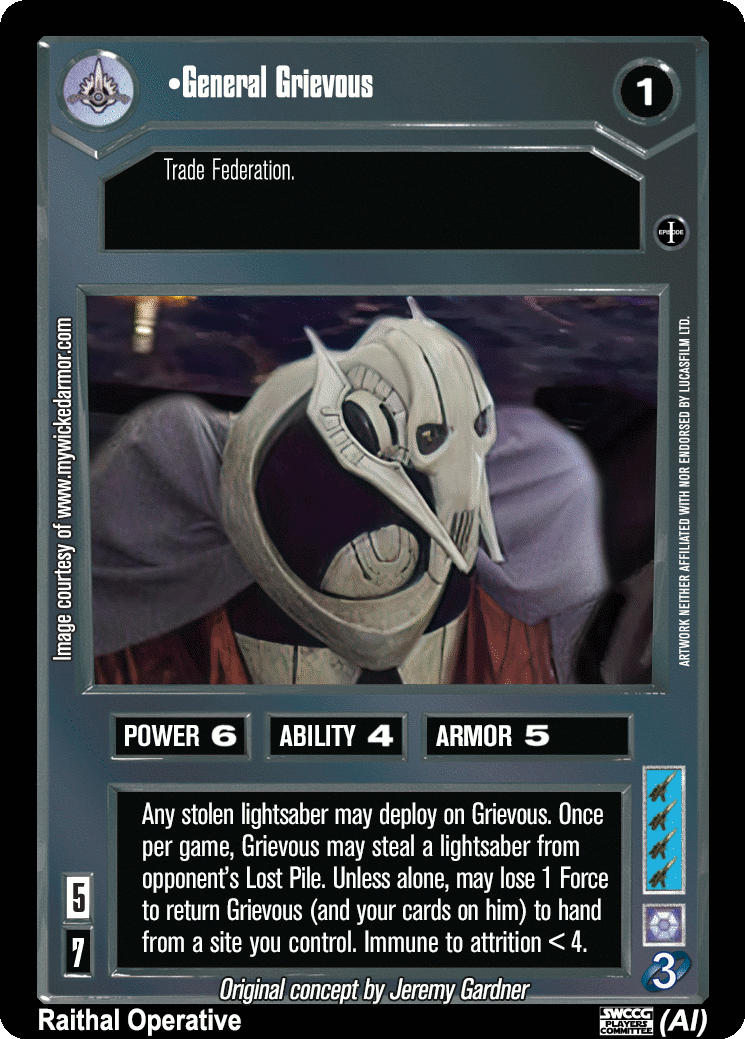 •General Grievous
1
Trade Federation.
EPISODE
I
Image courtesy of www.mywickedarmor.com
ARTWORK NEITHER AFFILIATED WITH NOR ENDORSED BY LUCASFILM LTD.
POWER 6
ABILITY 4
ARMOR 5
Any stolen lightsaber may deploy on Grievous. Once
per game, Grievous may steal a lightsaber from
opponent's Lost Pile. Unless alone, may lose 1 Force
to return Grievous (and your cards on him) to hand
from a site you control. Immune to attrition < 4.
5
7
3
Original concept by Jeremy Gardner
Raithal Operative
SWCCG
PLAYERS
COMMITTEE
(AI)